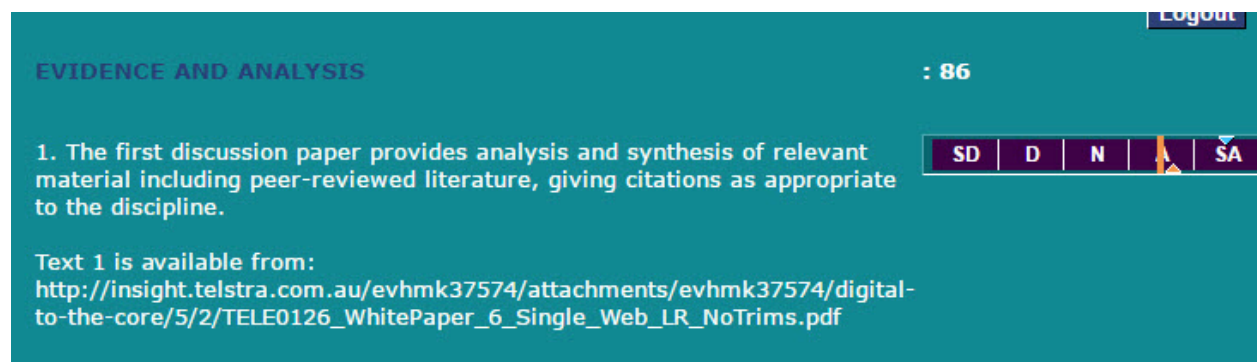 Logout
EVIDENCE AND ANALYSIS : 86
1. The first discussion paper provides analysis and synthesis of relevant SD D N A SA
material including peer-reviewed literature, giving citations as appropriate
to the discipline.
Text 1 is available from:
http://insight.telstra.com.au/evhmk37574/attachments/evhmk37574/digital-
to-the-core/5/2/TELE0126_WhitePaper_6_Single_Web_LR_NoTrims.pdf